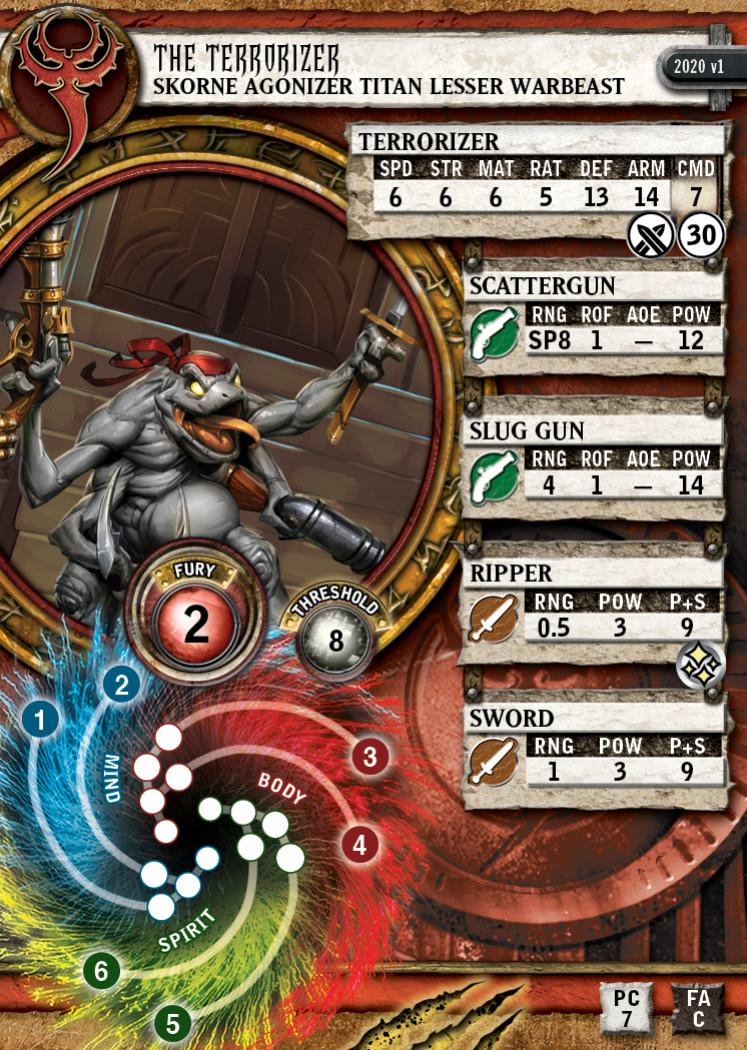 THE TERRORIZER
SKORNE AGONIZER TITAN LESSER WARBEAST
2020 v1
TERRORIZER
SPD STR MAT RAT DEF ARM CMD
6 6 6 5 13 14 7
30
SCATTERGUN
RNG ROF AOE POW
SP8 1 — 12
SLUG GUN
RNG ROF AOE POW
4 1 — 14
RIPPER
RNG POW P+S
0.5 3 9
SWORD
RNG POW P+S
1 3 9
FURY
2
THRESHOLD
8
1
2
MIND
3
BODY
4
SPIRIT
6
5
PC
7
FA
C